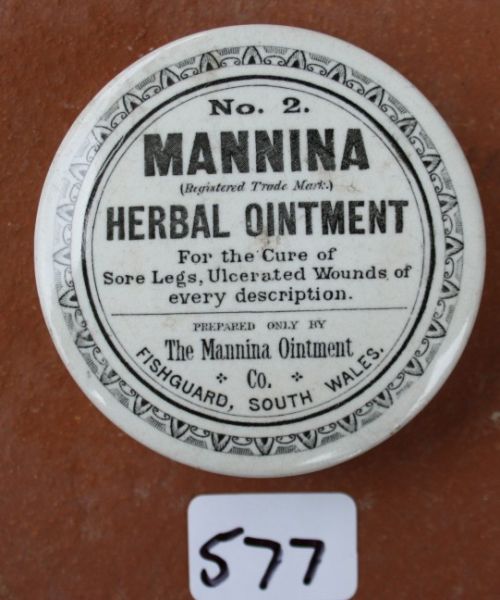 No. 2.
MANNINA
(Registered Trade Mark.)
HERBAL OINTMENT
For the Cure of
Sore Legs, Ulcerated Wounds of
every description.
PREPARED ONLY BY
The Mannina Ointment
Co.
FISHGUARD, SOUTH WALES.
577